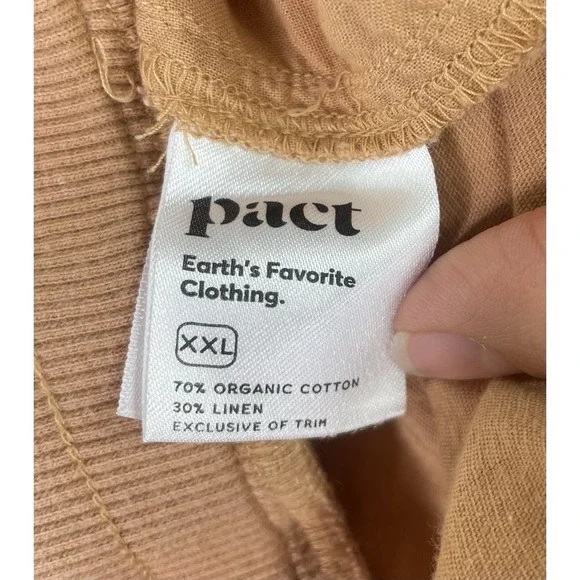 pact
Earth's Favorite
Clothing.
XXL
70% ORGANIC COTTON
30% LINEN
EXCLUSIVE OF TRIM